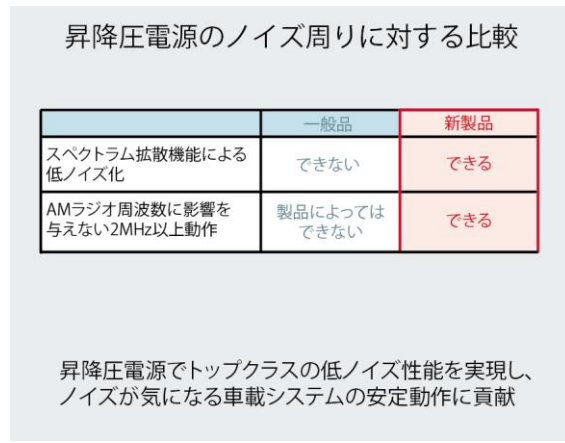 昇降圧電源のノイズ周りに対する比較
一般品
新製品
スペクトラム拡散機能による
低ノイズ化
できない
できる
AMラジオ周波数に影響を
与えない2MHz以上動作
製品によっては
できない
できる
昇降圧電源でトップクラスの低ノイズ性能を実現し、
ノイズが気になる車載システムの安定動作に貢献